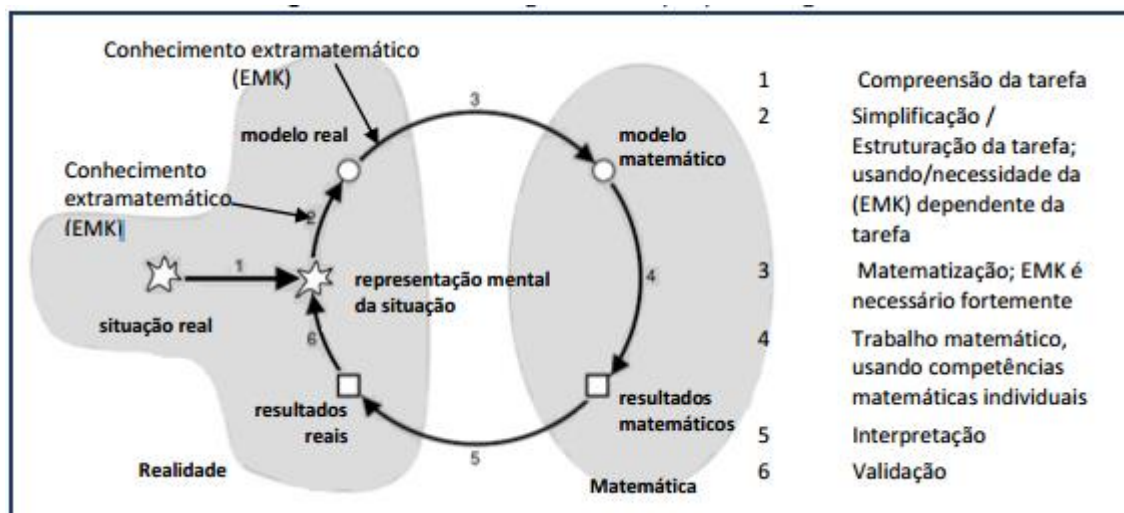 Conhecimento extramatemático
(EMK)
modelo real
3
modelo
matemático
Conhecimento
extramatemático
(EMK)
2
1
representação mental
da situação
4
situação real
6
resultados
reais
resultados
matemáticos
5
Realidade
Matemática
1 Compreensão da tarefa
2 Simplificação /
Estruturação da tarefa;
usando/necessidade da
(EMK) dependente da
tarefa
3 Matematização; EMK é
necessário fortemente
4 Trabalho matemático,
usando competências
matemáticas individuais
5 Interpretação
6 Validação